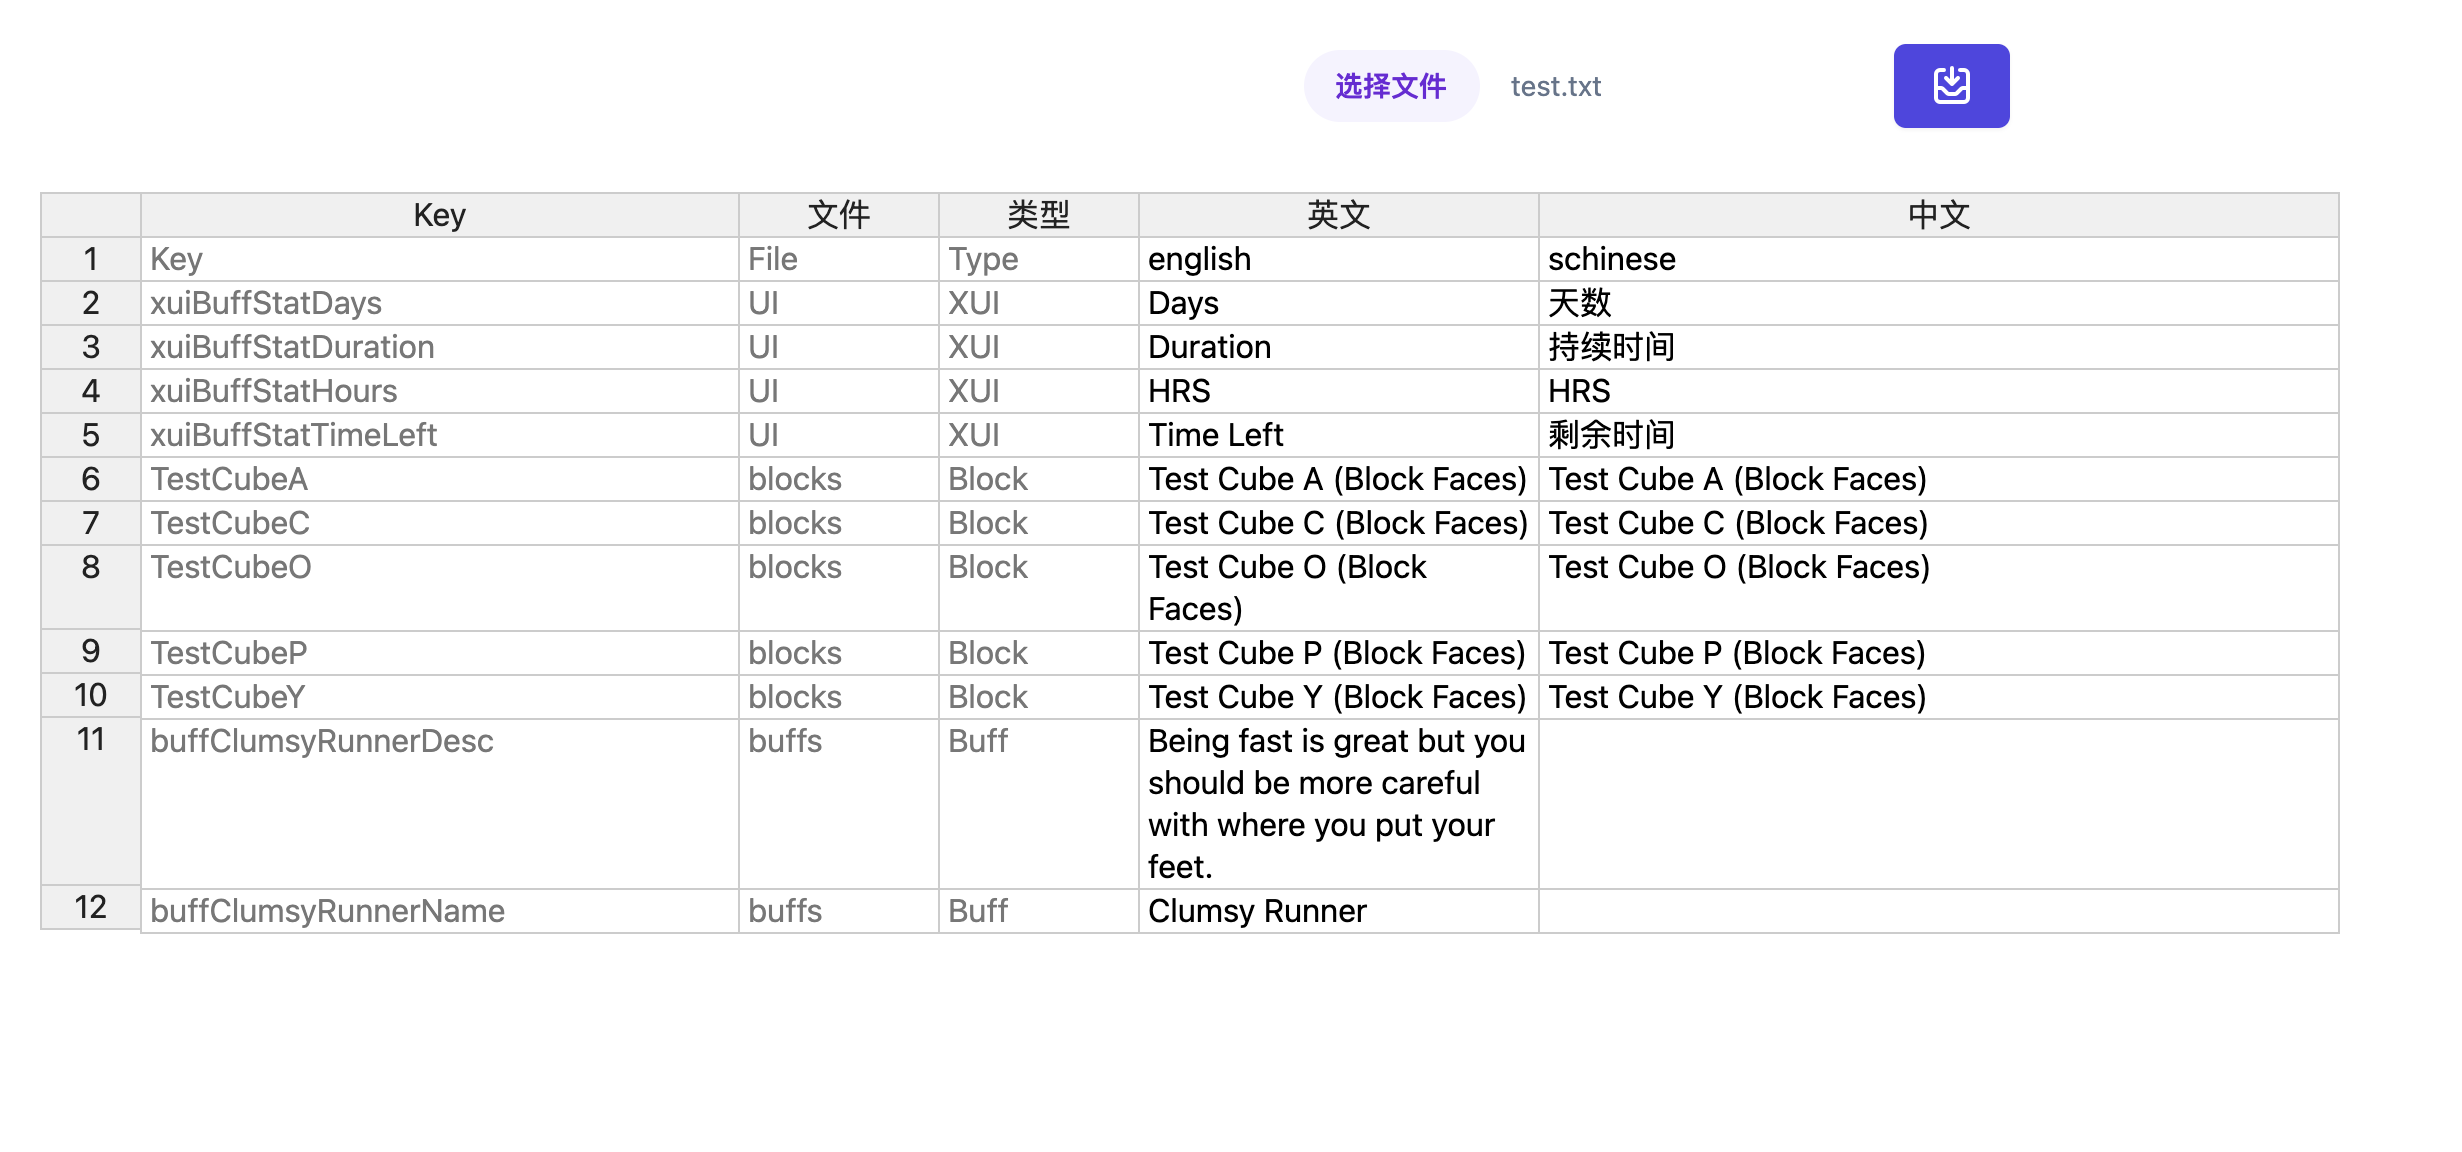 选择文件 test.txt
Key 文件 类型 英文 中文
1 Key File Type english schinese
2 xuiBuffStatDays UI XUI Days 天数
3 xuiBuffStatDuration UI XUI Duration 持续时间
4 xuiBuffStatHours UI XUI HRS HRS
5 xuiBuffStatTimeLeft UI XUI Time Left 剩余时间
6 TestCubeA blocks Block Test Cube A (Block Faces) Test Cube A (Block Faces)
7 TestCubeC blocks Block Test Cube C (Block Faces) Test Cube C (Block Faces)
8 TestCubeO blocks Block Test Cube O (Block Test Cube O (Block Faces)
Faces)
9 TestCubeP blocks Block Test Cube P (Block Faces) Test Cube P (Block Faces)
10 TestCubeY blocks Block Test Cube Y (Block Faces) Test Cube Y (Block Faces)
11 buffClumsyRunnerDesc buffs Buff Being fast is great but you
should be more careful
with where you put your
feet.
12 buffClumsyRunnerName buffs Buff Clumsy Runner